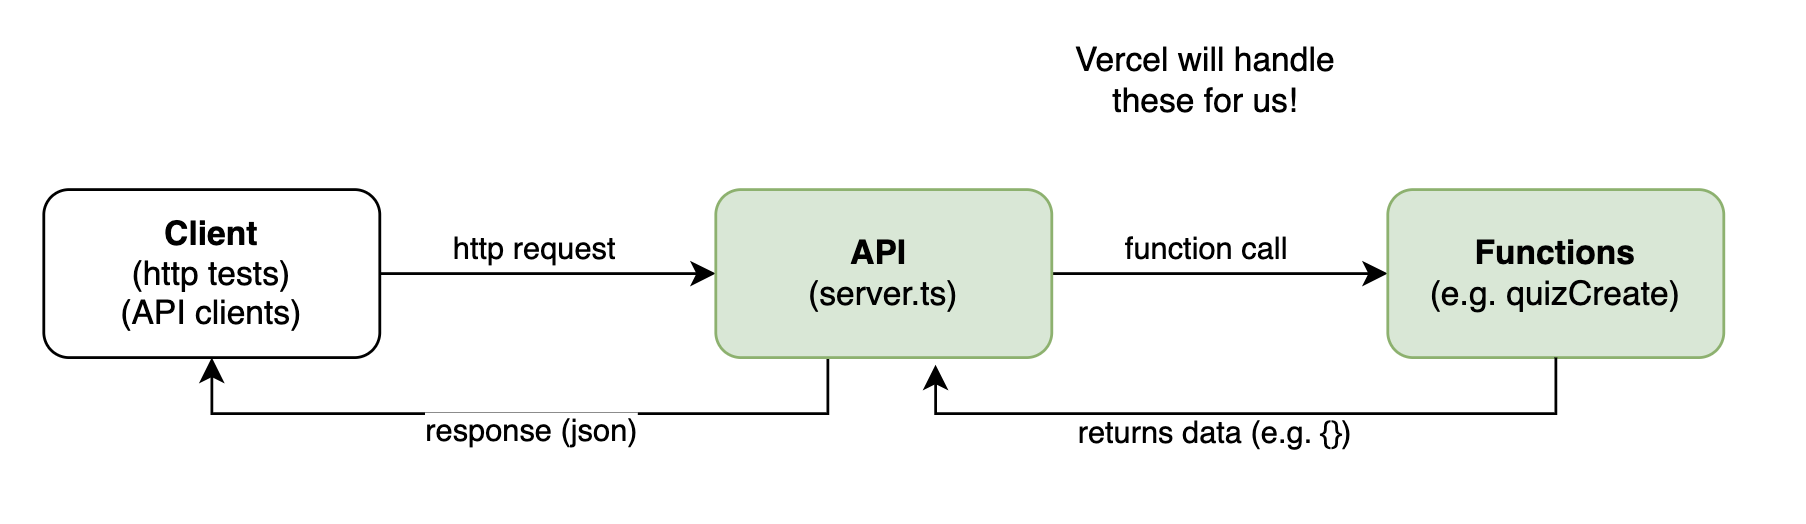 Vercel will handle
these for us!
Client
(http tests)
(API clients)
http request
API
(server.ts)
function call
Functions
(e.g. quizCreate)
response (json)
returns data (e.g. {})